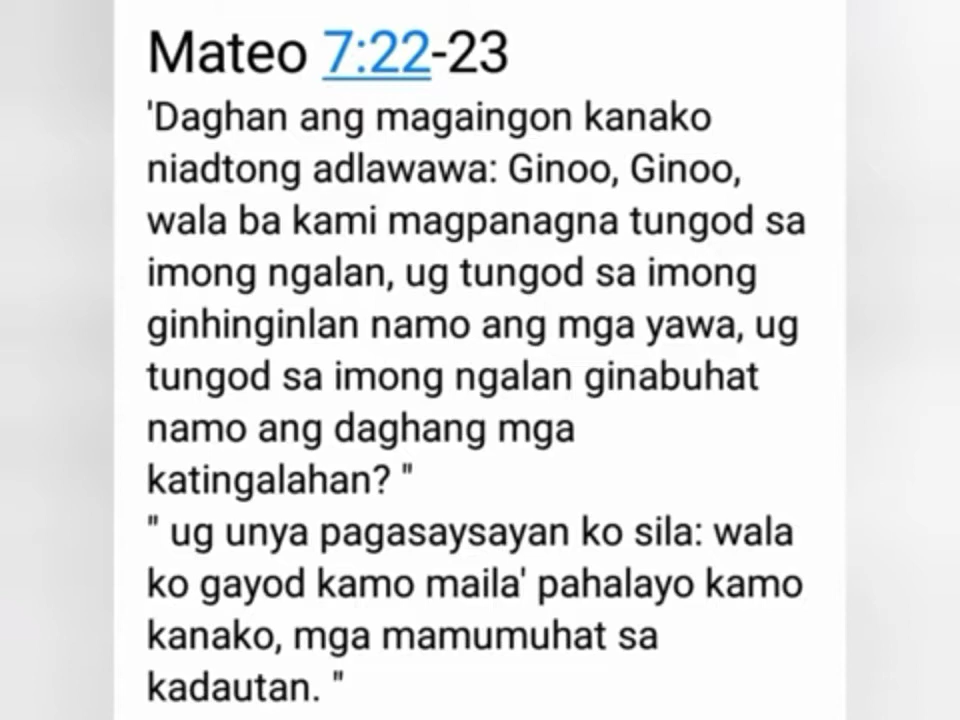 Mateo 7:22-23
'Daghan ang magaingon kanako
niadtong adlawawa: Ginoo, Ginoo,
wala ba kami magpanagna tungod sa
imong ngalan, ug tungod sa imong
ginhinginlan namo ang mga yawa, ug
tungod sa imong ngalan ginabuhat
namo ang daghang mga
katingalahan? "
" ug unya pagasaysayan ko sila: wala
ko gayod kamo maila' pahalayo kamo
kanako, mga mamumuhat sa
kadautan. "